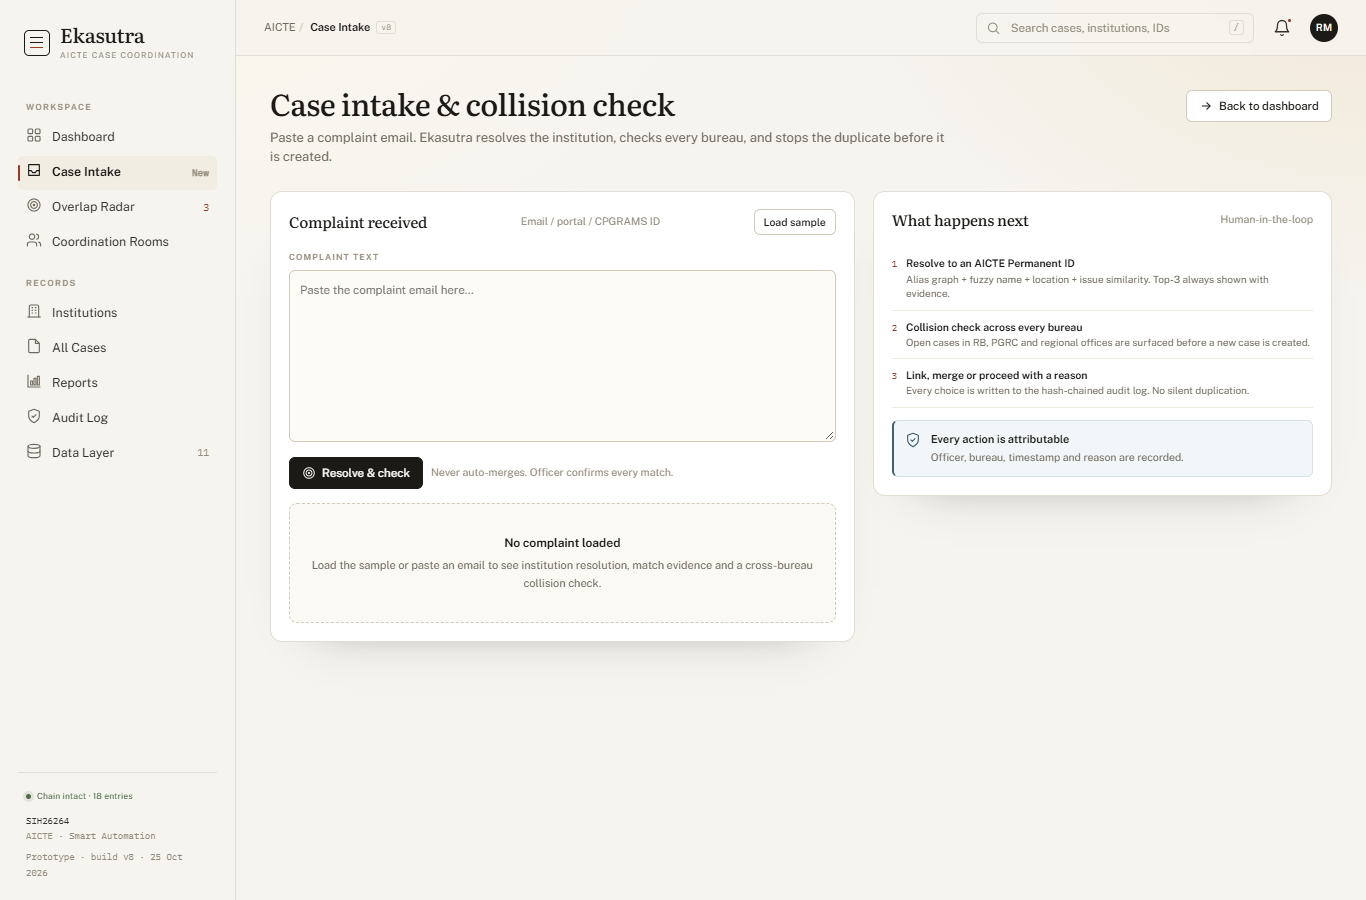 Ekasutra
AICTE CASE COORDINATION
WORKSPACE
Dashboard
Case Intake New
Overlap Radar 3
Coordination Rooms
RECORDS
Institutions
All Cases
Reports
Audit Log
Data Layer 11
Chain intact · 18 entries
SIH26264
AICTE · Smart Automation
Prototype · build v8 · 25 Oct
2026
AICTE / Case Intake v8
Search cases, institutions, IDs /
RM
Case intake & collision check
Paste a complaint email. Ekasutra resolves the institution, checks every bureau, and stops the duplicate before it
is created.
Back to dashboard
Complaint received
Email / portal / CPGRAMS ID
Load sample
COMPLAINT TEXT
Paste the complaint email here...
Resolve & check
Never auto-merges. Officer confirms every match.
No complaint loaded
Load the sample or paste an email to see institution resolution, match evidence and a cross-bureau
collision check.
What happens next
Human-in-the-loop
1 Resolve to an AICTE Permanent ID
Alias graph + fuzzy name + location + issue similarity. Top-3 always shown with
evidence.
2 Collision check across every bureau
Open cases in RB, PGRC and regional offices are surfaced before a new case is created.
3 Link, merge or proceed with a reason
Every choice is written to the hash-chained audit log. No silent duplication.
Every action is attributable
Officer, bureau, timestamp and reason are recorded.